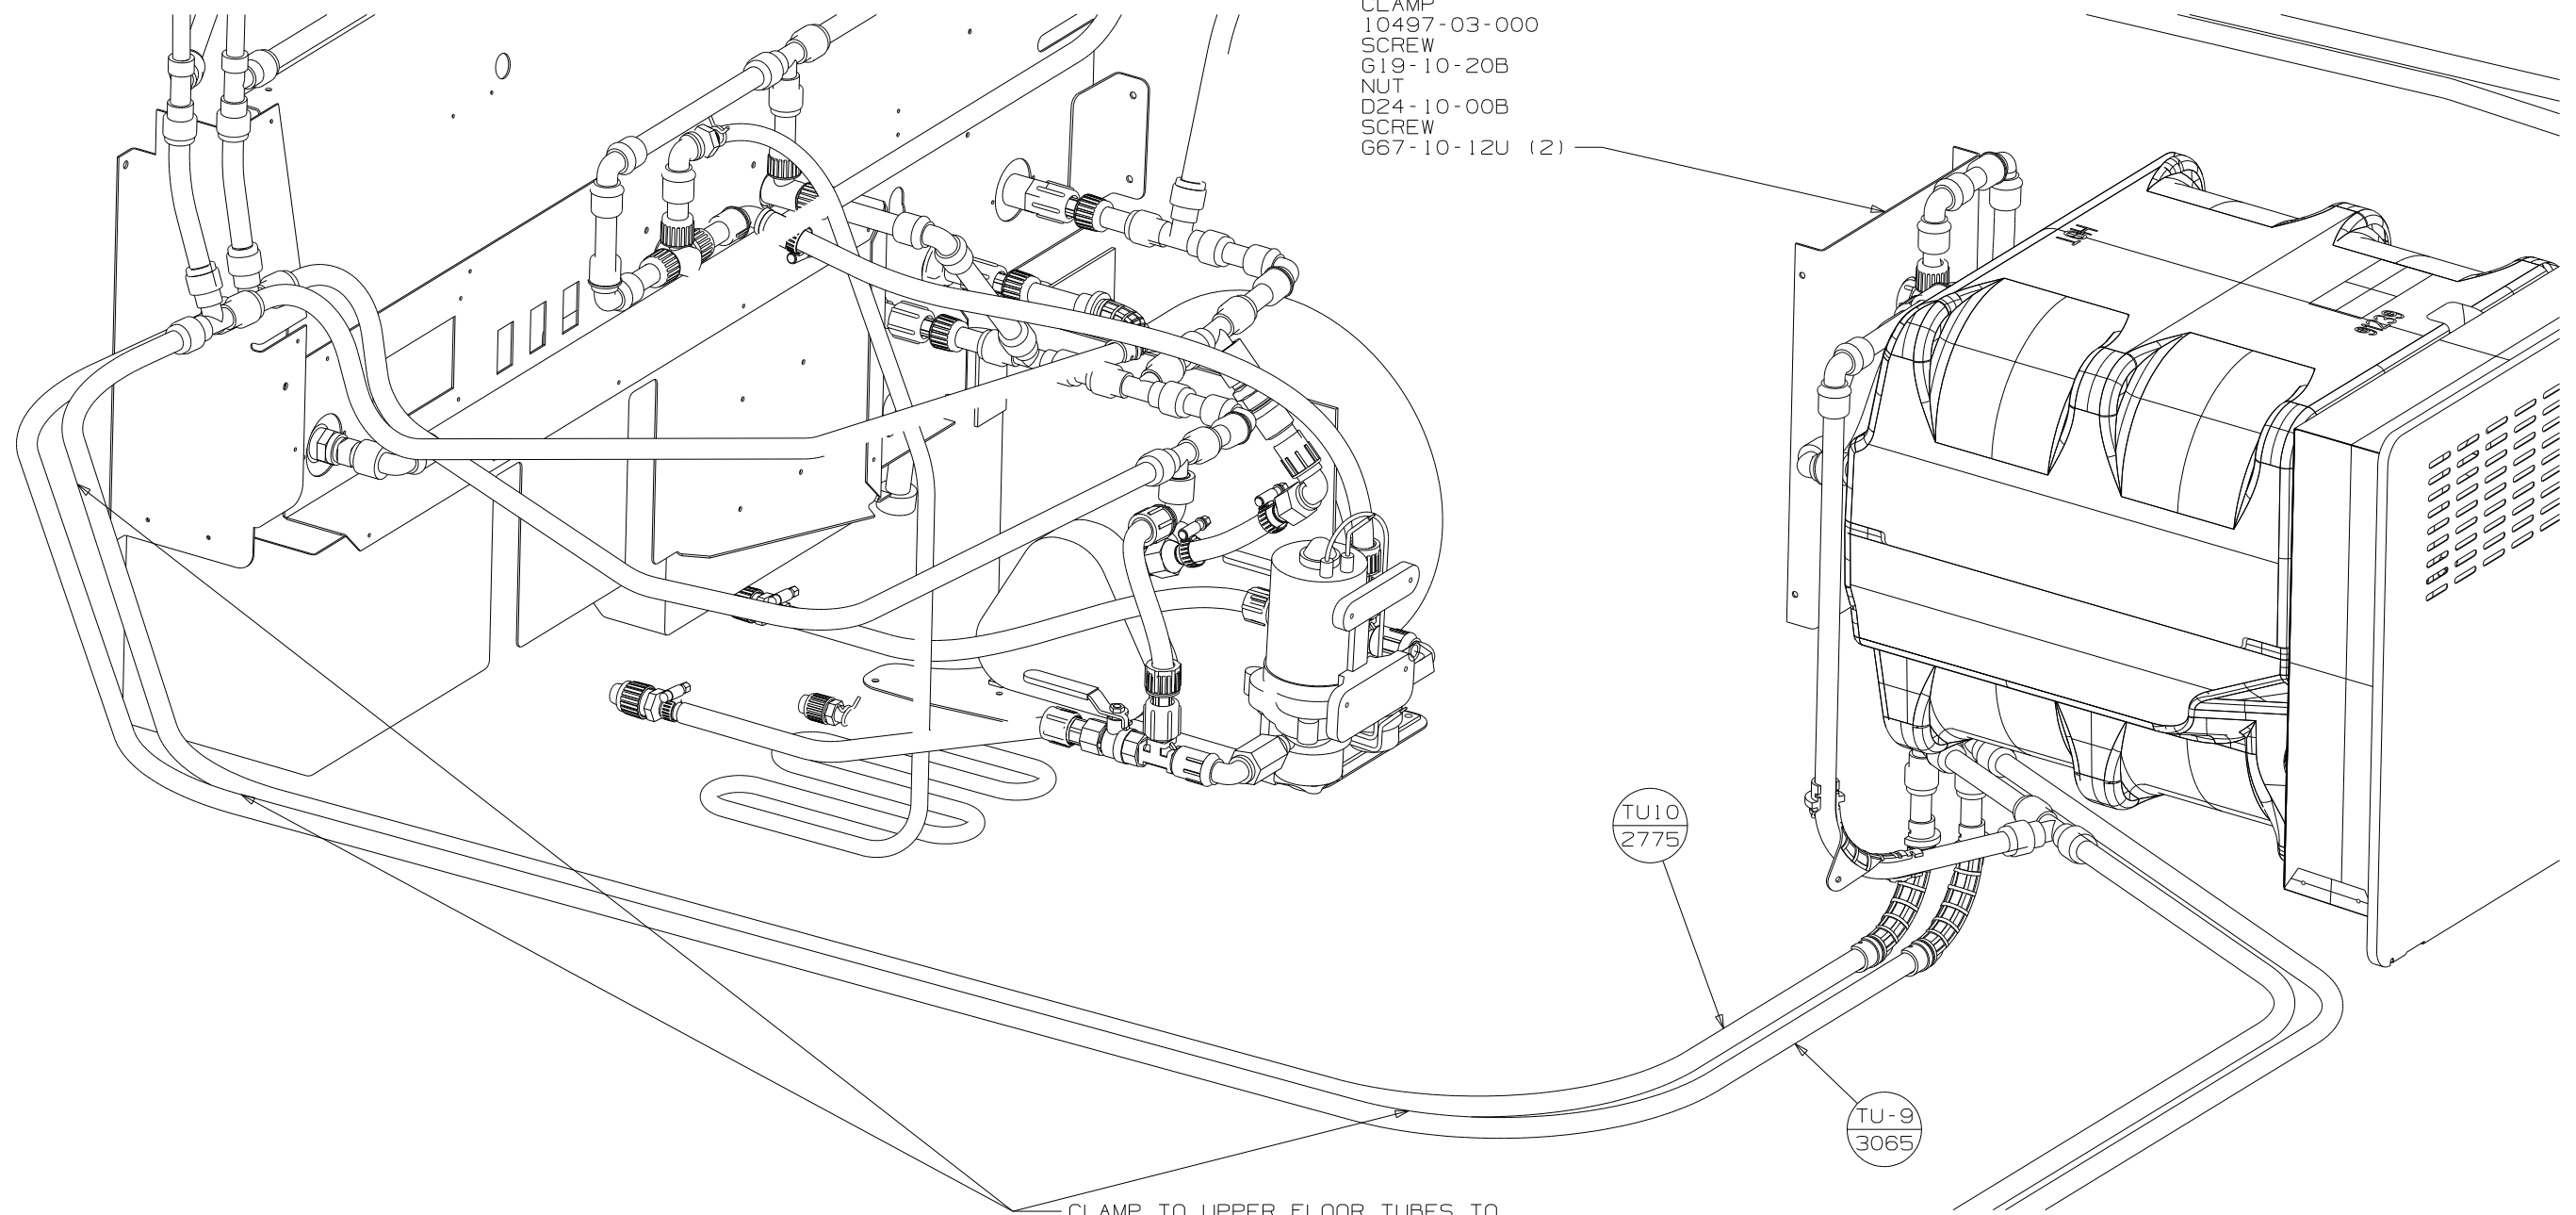 CLAMP
10497-03-000
SCREW
G19-10-20B
NUT
D24-10-00B
SCREW
G67-10-12U (2)
TU10
2775
TU-9
3065
CLAMP TO UPPER FLOOR TUBES TO